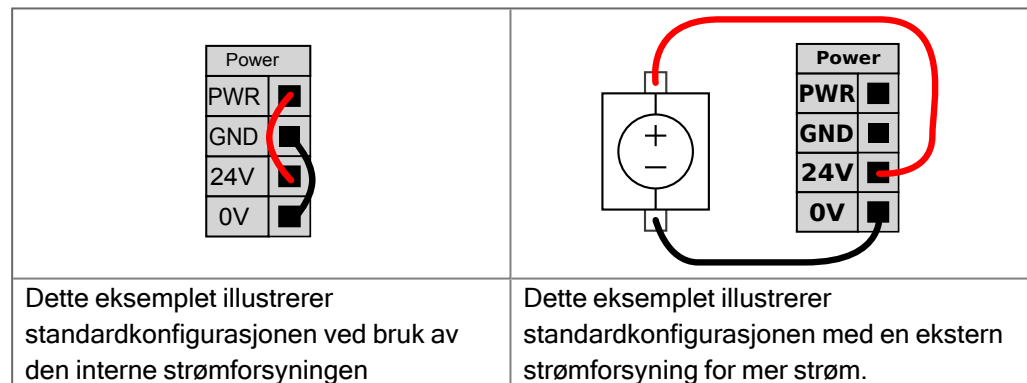 Power
PWR
GND
24V
0V
Power
PWR
GND
24V
0V
Dette eksemplet illustrerer
standardkonfigurasjonen ved bruk av
den interne strømforsyningen
Dette eksemplet illustrerer
standardkonfigurasjonen med en ekstern
strømforsyning for mer strøm.